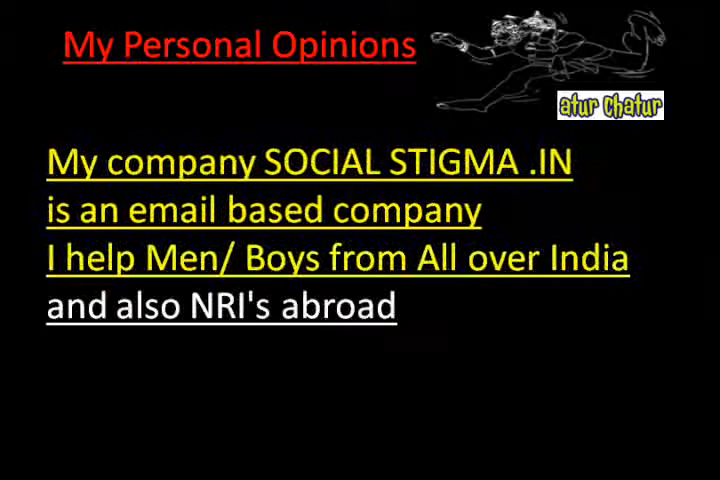 My Personal Opinions
atur chatur
My company SOCIAL STIGMA .IN
is an email based company
I help Men/ Boys from All over India
and also NRI's abroad